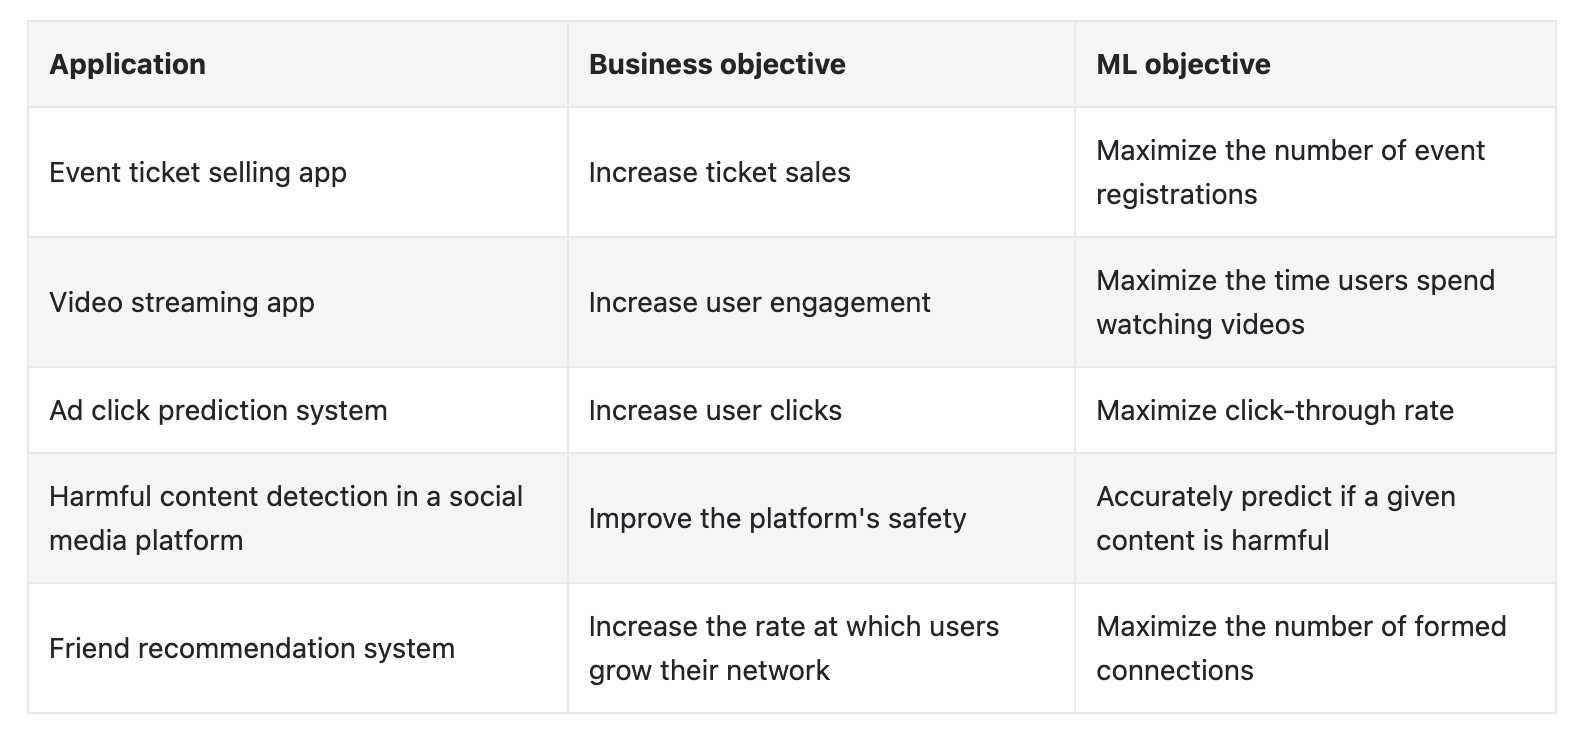 Application
Business objective
ML objective
Event ticket selling app
Increase ticket sales
Maximize the number of event
registrations
Video streaming app
Increase user engagement
Maximize the time users spend
watching videos
Ad click prediction system
Increase user clicks
Maximize click-through rate
Harmful content detection in a social
media platform
Improve the platform's safety
Accurately predict if a given
content is harmful
Friend recommendation system
Increase the rate at which users
grow their network
Maximize the number of formed
connections